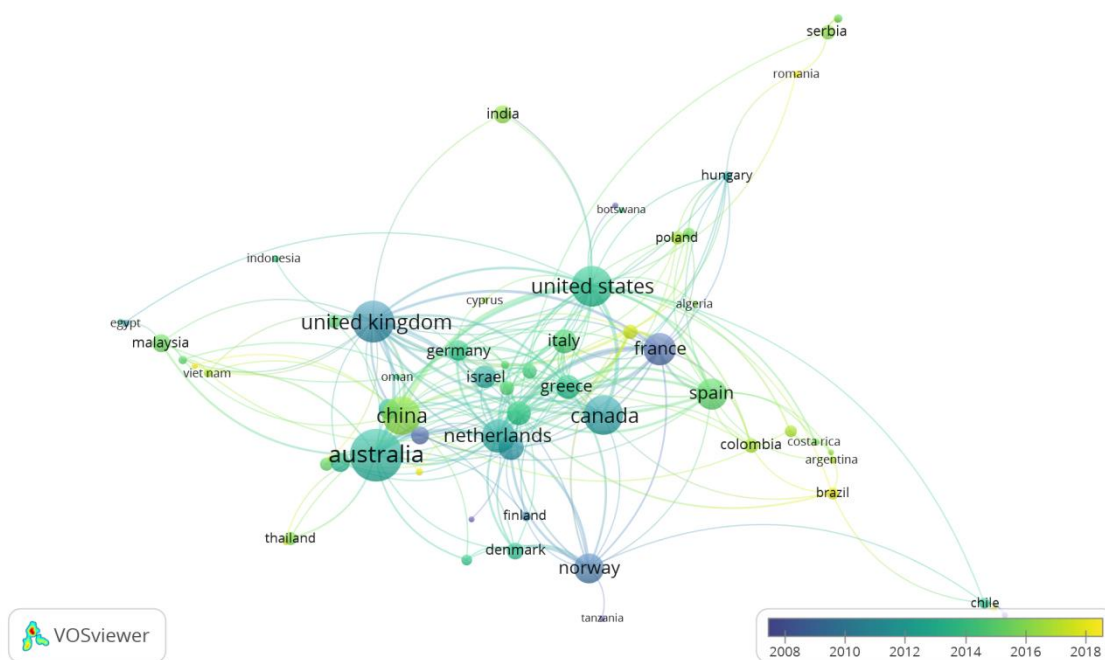 serbia
romania
india
hungary
botswana
poland
indonesia
united states
cyprus
algeria
egypt
united kingdom
malaysia
germany
italy
france
viet nam
oman
israel
greece
spain
china
canada
netherlands
colombia
costa rica
australia
argentina
brazil
finland
thailand
denmark
norway
chile
tanzania
VOSviewer
2008 2010 2012 2014 2016 2018